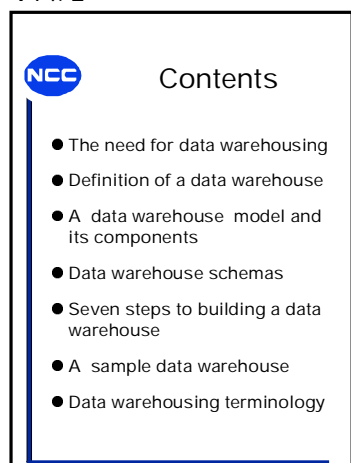 NCC
Contents
● The need for data warehousing
● Definition of a data warehouse
● A data warehouse model and
its components
● Data warehouse schemas
● Seven steps to building a data
warehouse
● A sample data warehouse
● Data warehousing terminology